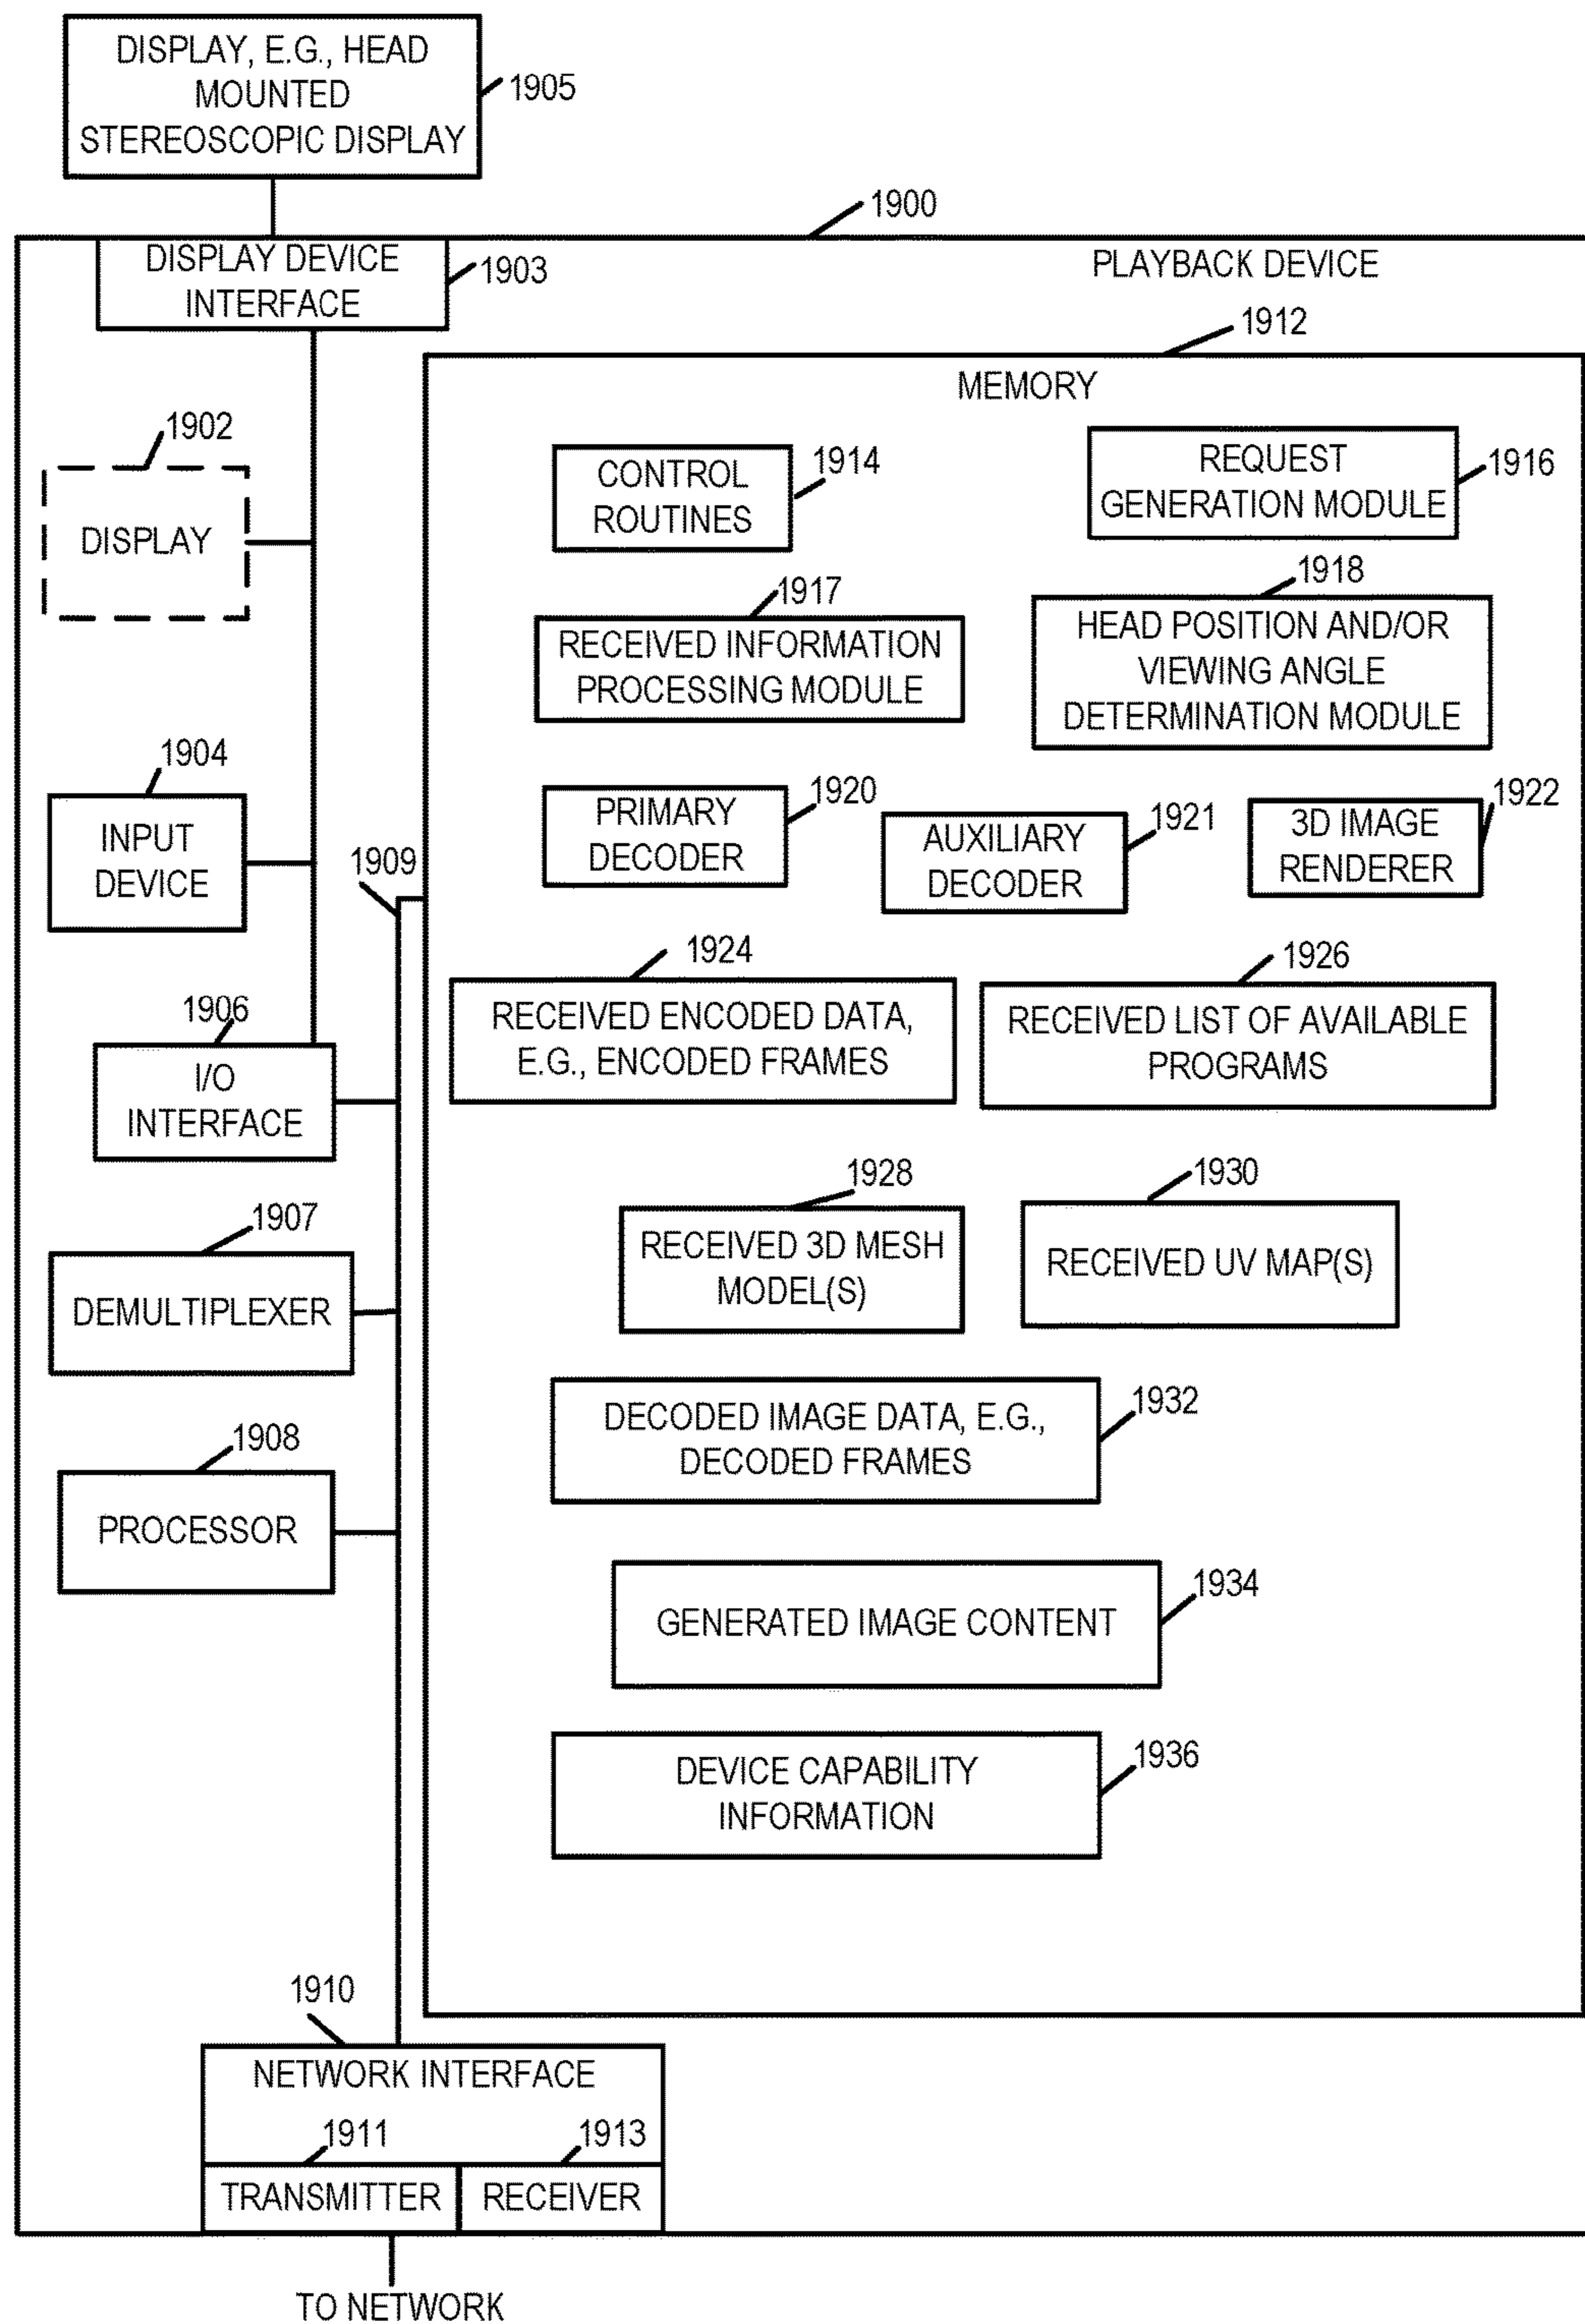 DISPLAY, E.G., HEAD
MOUNTED
STEREOSCOPIC DISPLAY
1905
1900
DISPLAY DEVICE
INTERFACE
1903
PLAYBACK DEVICE
1912
MEMORY
1902
DISPLAY
CONTROL
ROUTINES
1914
REQUEST
GENERATION MODULE
1916
1917
RECEIVED INFORMATION
PROCESSING MODULE
1918
HEAD POSITION AND/OR
VIEWING ANGLE
DETERMINATION MODULE
1904
INPUT
DEVICE
1909
PRIMARY
DECODER
1920
AUXILIARY
DECODER
1921
3D IMAGE
RENDERER
1922
1924
RECEIVED ENCODED DATA,
E.G., ENCODED FRAMES
1926
RECEIVED LIST OF AVAILABLE
PROGRAMS
1906
I/O
INTERFACE
1928
RECEIVED 3D MESH
MODEL(S)
1930
RECEIVED UV MAP(S)
1907
DEMULTIPLEXER
1932
DECODED IMAGE DATA, E.G.,
DECODED FRAMES
1908
PROCESSOR
1934
GENERATED IMAGE CONTENT
1936
DEVICE CAPABILITY
INFORMATION
1910
NETWORK INTERFACE
1911
1913
TRANSMITTER
RECEIVER
TO NETWORK